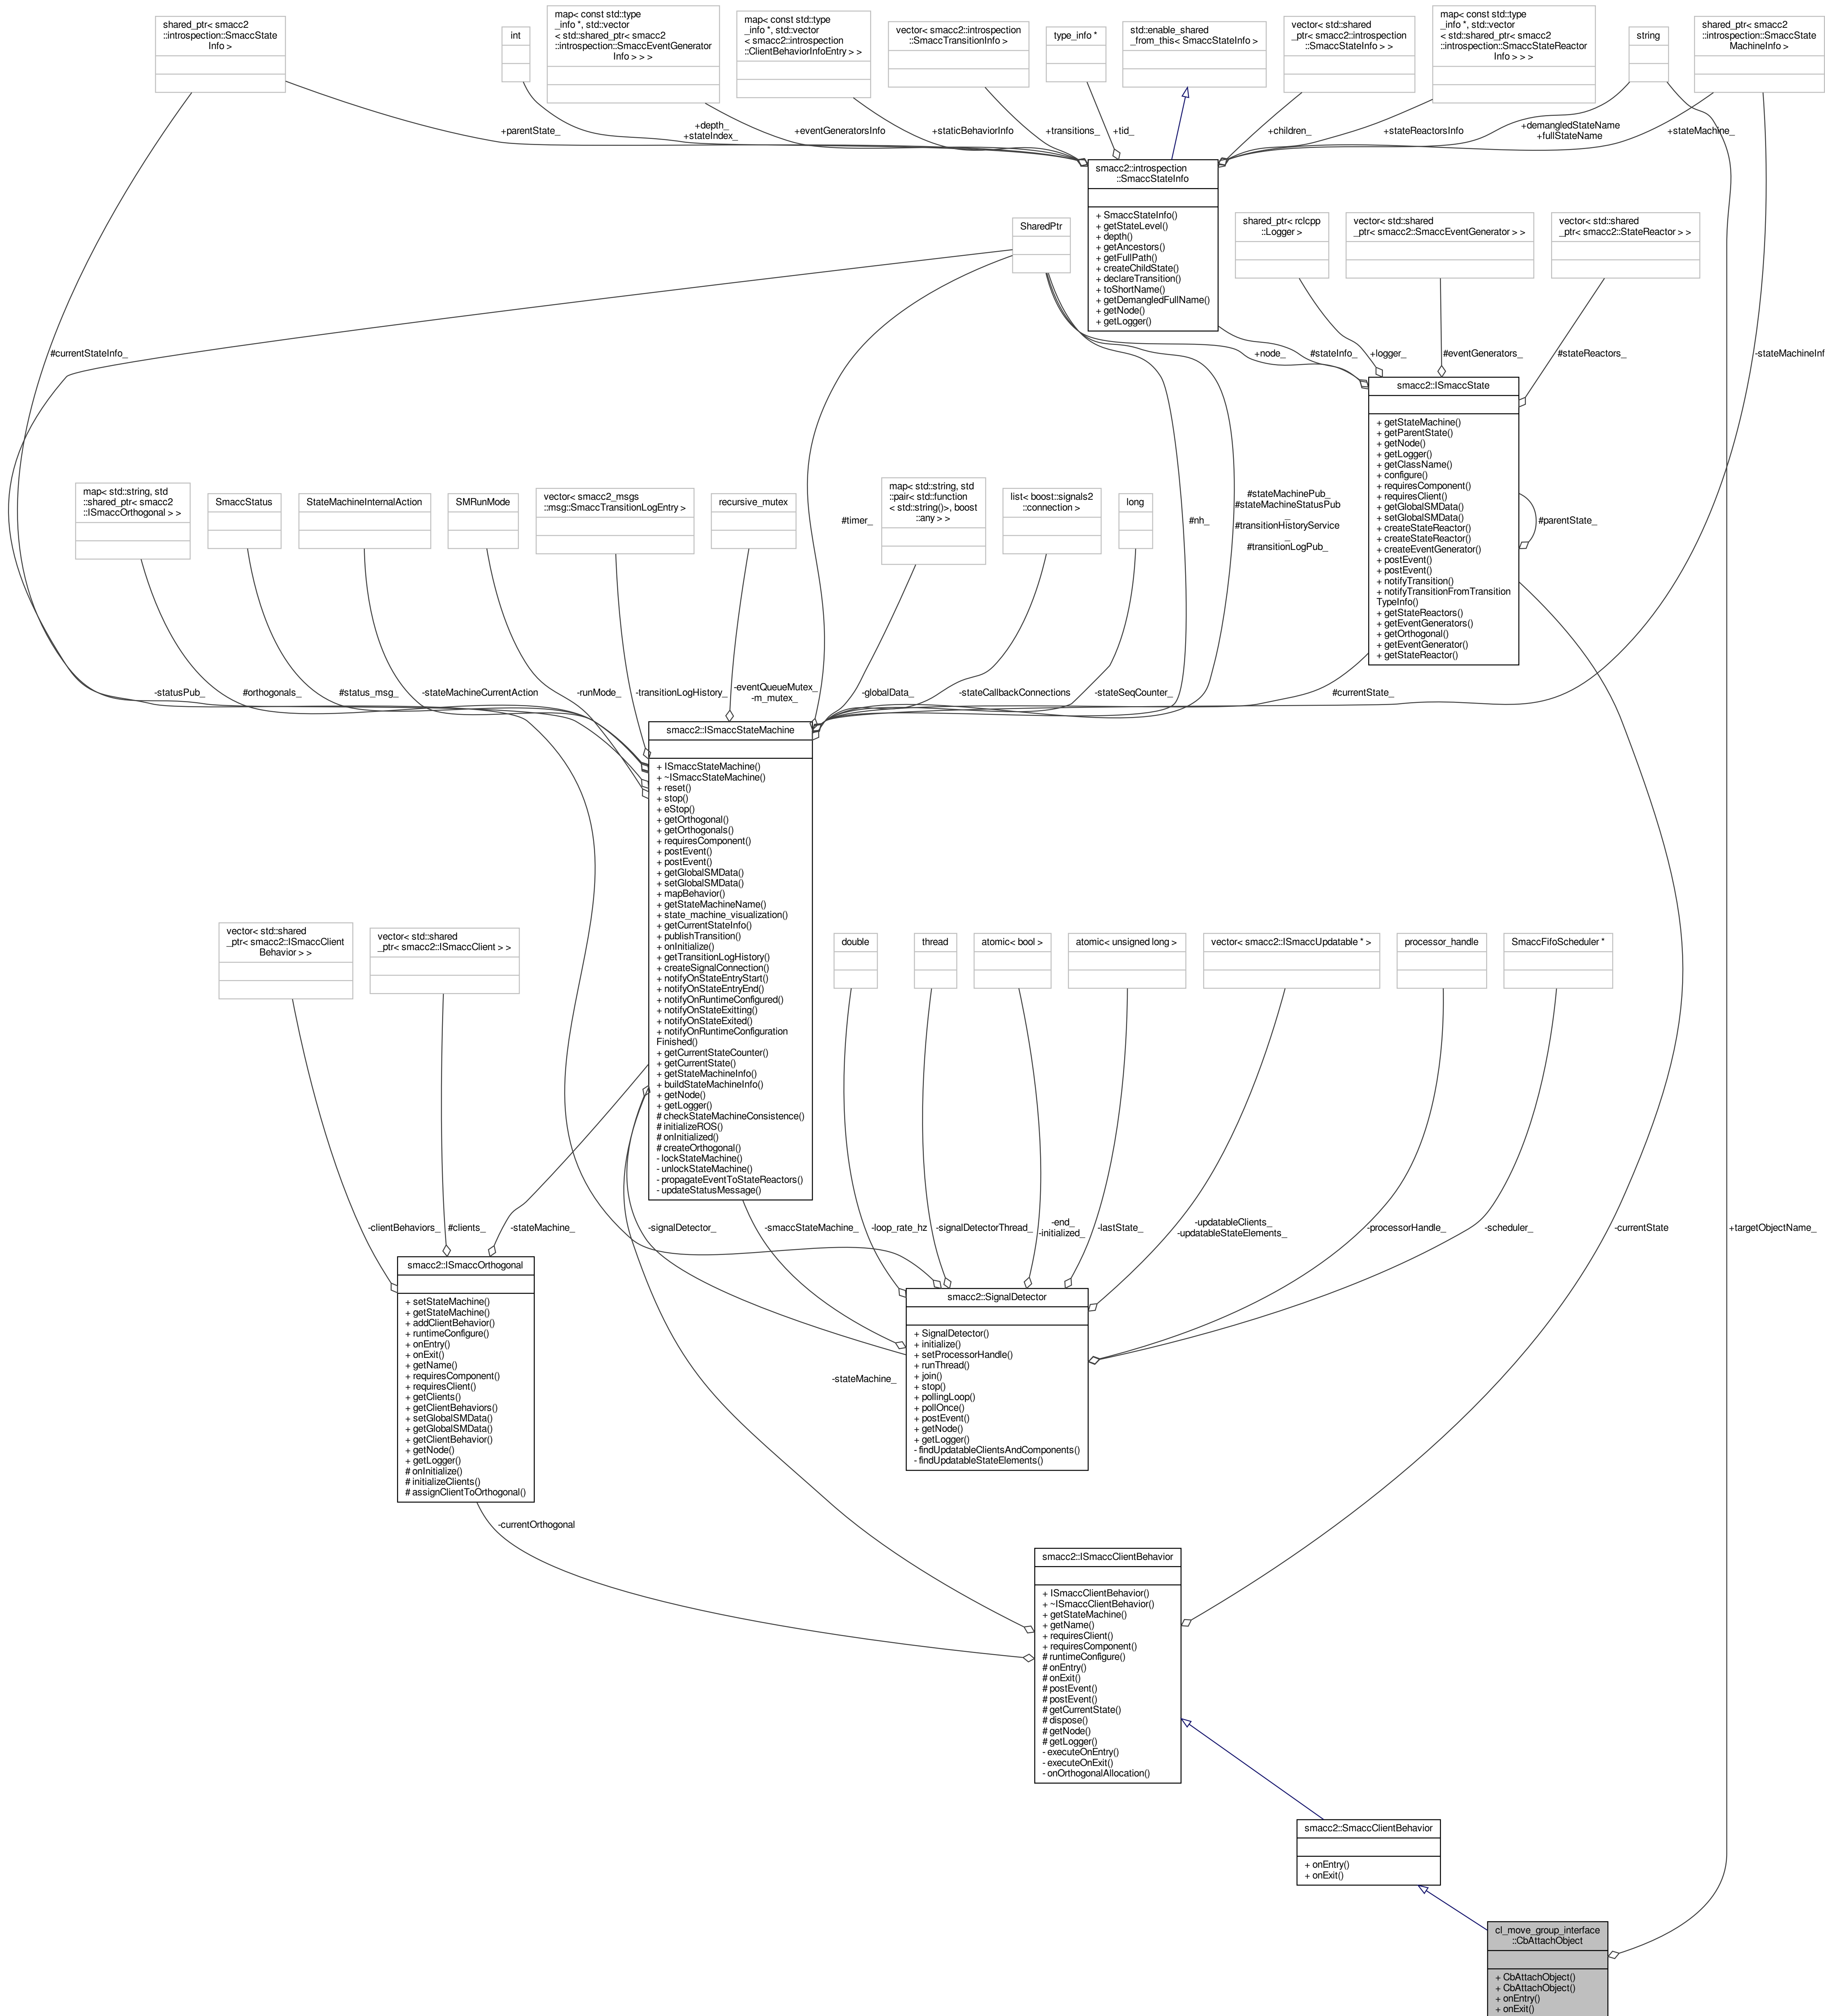 shared_ptr< smacc2
::introspection::SmaccState
Info >
int
map< const std::type
_info *, std::vector
< std::shared_ptr< smacc2
::introspection::SmaccEventGenerator
Info > > >
map< const std::type
_info *, std::vector
< smacc2::introspection
::ClientBehaviorInfoEntry > >
vector< smacc2::introspection
::SmaccTransitionInfo >
type_info *
std::enable_shared
_from_this< SmaccStateInfo >
vector< std::shared
_ptr< smacc2::introspection
::SmaccStateInfo > >
map< const std::type
_info *, std::vector
< std::shared_ptr< smacc2
::introspection::SmaccStateReactor
Info > > >
string
shared_ptr< smacc2
::introspection::SmaccState
MachineInfo >
+parentState_
+depth_
+stateIndex_
+eventGeneratorsInfo
+staticBehaviorInfo
+transitions_
+tid_
+children_
+stateReactorsInfo
+demangledStateName
+fullStateName
+stateMachine_
smacc2::introspection
::SmaccStateInfo
+ SmaccStateInfo()
+ getStateLevel()
+ depth()
+ getAncestors()
+ getFullPath()
+ createChildState()
+ declareTransition()
+ toShortName()
+ getDemangledFullName()
+ getNode()
+ getLogger()
SharedPtr
shared_ptr< rclcpp
::Logger >
vector< std::shared
_ptr< smacc2::SmaccEventGenerator > >
vector< std::shared
_ptr< smacc2::StateReactor > >
#currentStateInfo_
+node_
#stateInfo_
+logger_
#eventGenerators_
#stateReactors_
-stateMachineInf
smacc2::ISmaccState
+ getStateMachine()
+ getParentState()
+ getNode()
+ getLogger()
+ getClassName()
+ configure()
+ requiresComponent()
+ requiresClient()
+ getGlobalSMData()
+ setGlobalSMData()
+ createStateReactor()
+ createStateReactor()
+ createEventGenerator()
+ postEvent()
+ postEvent()
+ notifyTransition()
+ notifyTransitionFromTransition
TypeInfo()
+ getStateReactors()
+ getEventGenerators()
+ getOrthogonal()
+ getEventGenerator()
+ getStateReactor()
#parentState_
map< std::string, std
::shared_ptr< smacc2
::ISmaccOrthogonal > >
SmaccStatus
StateMachineInternalAction
SMRunMode
vector< smacc2_msgs
::msg::SmaccTransitionLogEntry >
recursive_mutex
#timer_
map< std::string, std
::pair< std::function
< std::string()>, boost
::any > >
list< boost::signals2
::connection >
long
#nh_
#stateMachinePub_
#stateMachineStatusPub
_
#transitionHistoryService
_
#transitionLogPub_
-statusPub_
#orthogonals_
#status_msg_
-stateMachineCurrentAction
-runMode_
-transitionLogHistory_
-eventQueueMutex_
-m_mutex_
-globalData_
-stateCallbackConnections
-stateSeqCounter_
#currentState_
smacc2::ISmaccStateMachine
+ ISmaccStateMachine()
+ ~ISmaccStateMachine()
+ reset()
+ stop()
+ eStop()
+ getOrthogonal()
+ getOrthogonals()
+ requiresComponent()
+ postEvent()
+ postEvent()
+ getGlobalSMData()
+ setGlobalSMData()
+ mapBehavior()
+ getStateMachineName()
+ state_machine_visualization()
+ getCurrentStateInfo()
+ publishTransition()
+ onInitialize()
+ getTransitionLogHistory()
+ createSignalConnection()
+ notifyOnStateEntryStart()
+ notifyOnStateEntryEnd()
+ notifyOnRuntimeConfigured()
+ notifyOnStateExitting()
+ notifyOnStateExited()
+ notifyOnRuntimeConfiguration
Finished()
+ getCurrentStateCounter()
+ getCurrentState()
+ getStateMachineInfo()
+ buildStateMachineInfo()
+ getNode()
+ getLogger()
# checkStateMachineConsistence()
# initializeROS()
# onInitialized()
# createOrthogonal()
- lockStateMachine()
- unlockStateMachine()
- propagateEventToStateReactors()
- updateStatusMessage()
vector< std::shared
_ptr< smacc2::ISmaccClient
Behavior > >
vector< std::shared
_ptr< smacc2::ISmaccClient > >
double
thread
atomic< bool >
atomic< unsigned long >
vector< smacc2::ISmaccUpdatable * >
processor_handle
SmaccFifoScheduler *
-clientBehaviors_
#clients_
-stateMachine_
-signalDetector_
-smaccStateMachine_
-loop_rate_hz
-signalDetectorThread_
-end_
-initialized_
-lastState_
-updatableClients_
-updatableStateElements_
-processorHandle_
-scheduler_
-currentState
+targetObjectName_
smacc2::ISmaccOrthogonal
+ setStateMachine()
+ getStateMachine()
+ addClientBehavior()
+ runtimeConfigure()
+ onEntry()
+ onExit()
+ getName()
+ requiresComponent()
+ requiresClient()
+ getClients()
+ getClientBehaviors()
+ setGlobalSMData()
+ getGlobalSMData()
+ getClientBehavior()
+ getNode()
+ getLogger()
# onInitialize()
# initializeClients()
# assignClientToOrthogonal()
smacc2::SignalDetector
+ SignalDetector()
+ initialize()
+ setProcessorHandle()
+ runThread()
+ join()
+ stop()
+ pollingLoop()
+ pollOnce()
+ postEvent()
+ getNode()
+ getLogger()
- findUpdatableClientsAndComponents()
- findUpdatableStateElements()
-stateMachine_
-currentOrthogonal
smacc2::ISmaccClientBehavior
+ ISmaccClientBehavior()
+ ~ISmaccClientBehavior()
+ getStateMachine()
+ getName()
+ requiresClient()
+ requiresComponent()
# runtimeConfigure()
# onEntry()
# onExit()
# postEvent()
# postEvent()
# getCurrentState()
# dispose()
# getNode()
# getLogger()
- executeOnEntry()
- executeOnExit()
- onOrthogonalAllocation()
smacc2::SmaccClientBehavior
+ onEntry()
+ onExit()
cl_move_group_interface
::CbAttachObject
+ CbAttachObject()
+ CbAttachObject()
+ onEntry()
+ onExit()